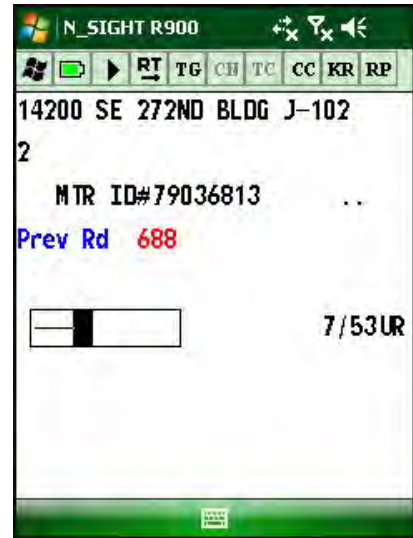 N_SIGHT R900
RT TG CH TC CC KR RP
14200 SE 272ND BLDG J-102
2
MTR ID#79036813 ..
Prev Rd 688
7/53UR